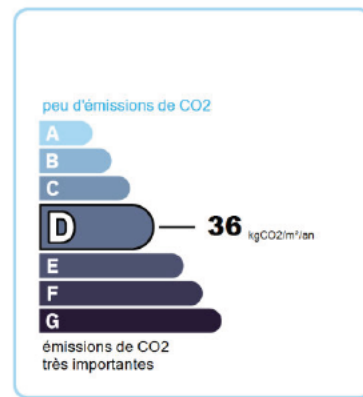 peu d'émissions de CO2
A
B
C
D 36 kgCO2/m²/an
E
F
G
émissions de CO2
très importantes